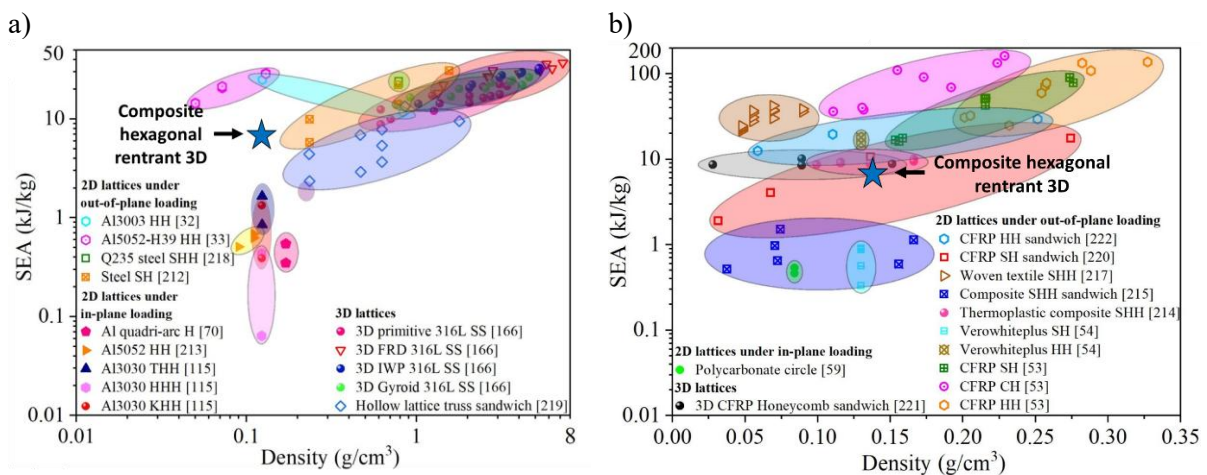 a)
50
10
1
0.1
0.01
SEA (kJ/kg)
Composite
hexagonal
rentrant 3D
2D lattices under
out-of-plane loading
Al3003 HH [32]
Al5052-H39 HH [33]
Q235 steel SHH [218]
Steel SH [212]
2D lattices under
in-plane loading
Al quadri-arc H [70]
Al5052 HH [213]
Al3030 THH [115]
Al3030 HHH [115]
Al3030 KHH [115]
3D lattices
3D primitive 316L SS [166]
3D FRD 316L SS [166]
3D IWP 316L SS [166]
3D Gyroid 316L SS [166]
Hollow lattice truss sandwich [219]
0.01 0.1 1 8
Density (g/cm³)
b)
200
100
10
1
0.1
0.01
SEA (kJ/kg)
Composite hexagonal
rentrant 3D
2D lattices under out-of-plane loading
CFRP HH sandwich [222]
CFRP SH sandwich [220]
Woven textile SHH [217]
Composite SHH sandwich [215]
Thermoplastic composite SHH [214]
Verowhiteplus SH [54]
Verowhiteplus HH [54]
CFRP SH [53]
CFRP CH [53]
CFRP HH [53]
2D lattices under in-plane loading
Polycarbonate circle [59]
3D lattices
3D CFRP Honeycomb sandwich [221]
0.00 0.05 0.10 0.15 0.20 0.25 0.30 0.35
Density (g/cm³)